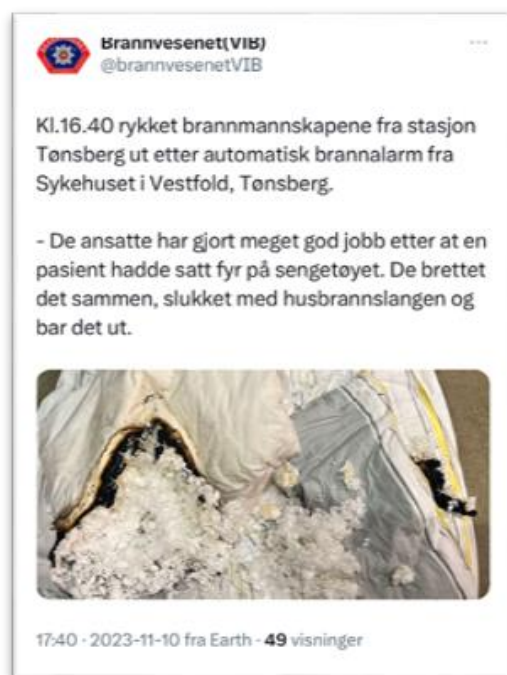 Brannvesenet(VIB)
@brannvesenetVIB
Kl.16.40 rykket brannmannskapene fra stasjon
Tønsberg ut etter automatisk brannalarm fra
Sykehuset i Vestfold, Tønsberg.
- De ansatte har gjort meget god jobb etter at en
pasient hadde satt fyr på sengetøyet. De brettet
det sammen, slukket med husbrannslangen og
bar det ut.
17:40 · 2023-11-10 fra Earth · 49 visninger